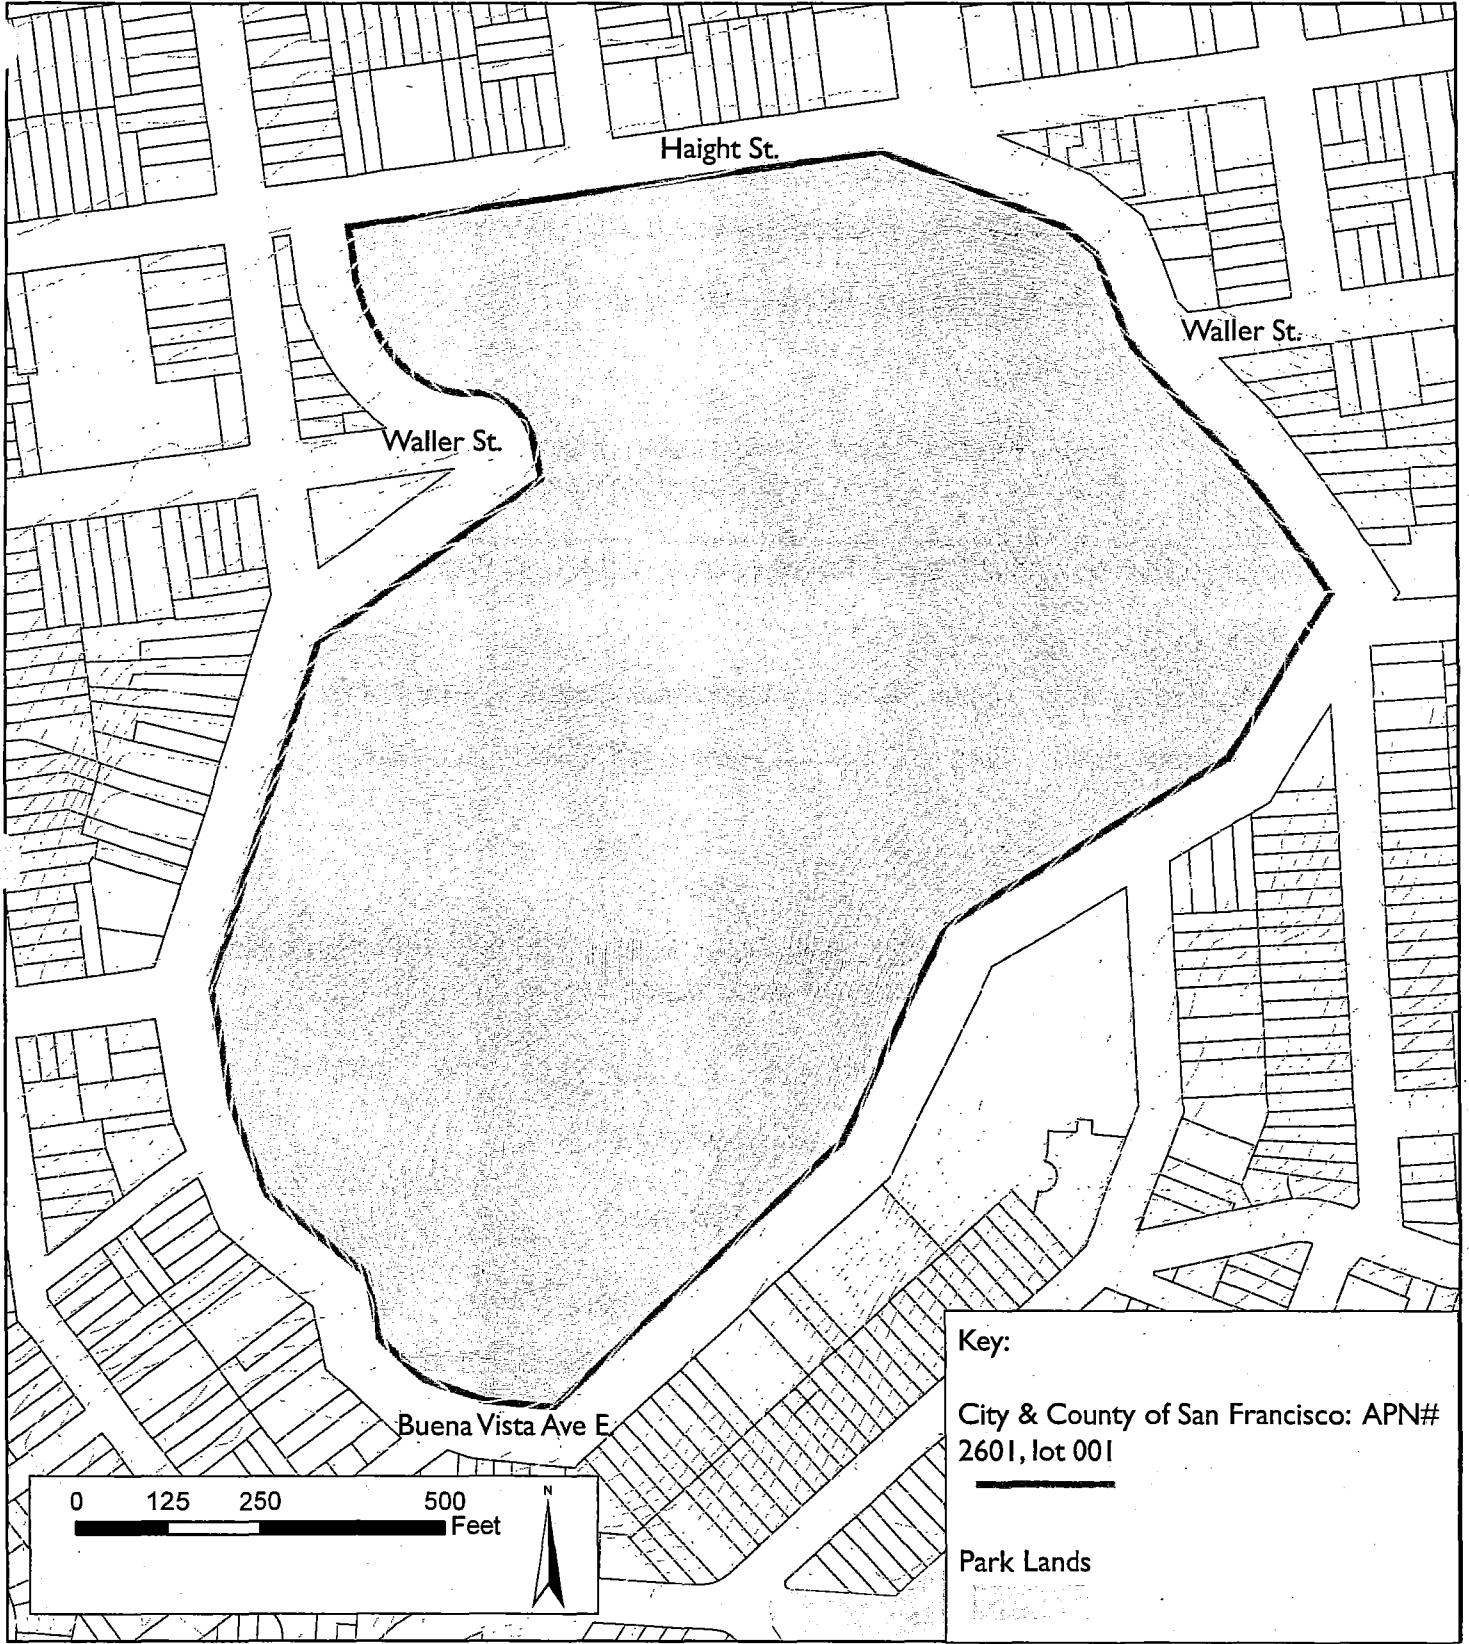 Haight St.
Waller St.
Waller St.
Buena Vista Ave E.
0 125 250 500
Feet
N
Key:
City & County of San Francisco: APN#
2601, lot 001
Park Lands